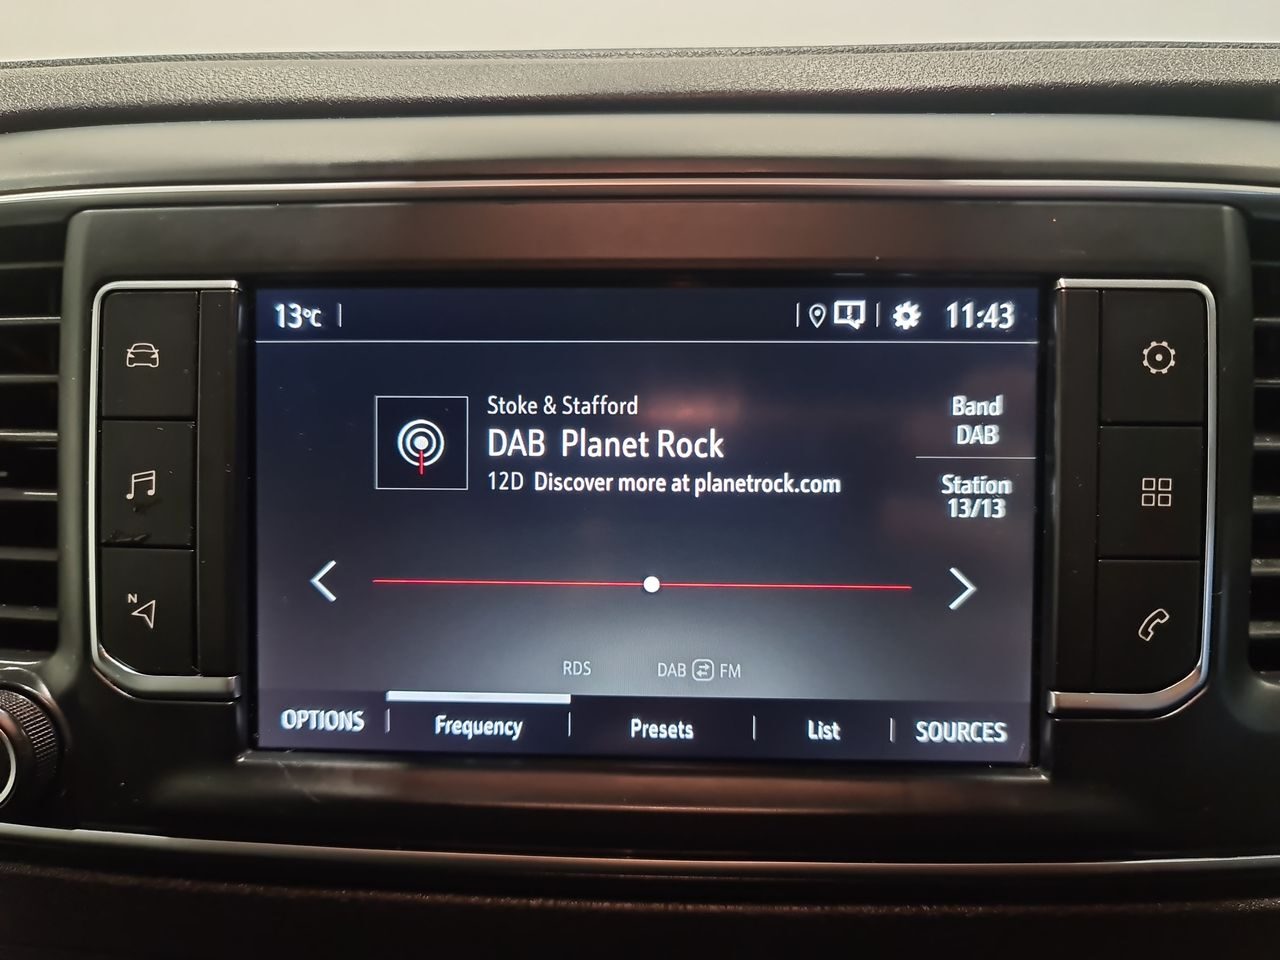 13°C
11:43
Stoke & Stafford
DAB Planet Rock
12D Discover more at planetrock.com
Band
DAB
Station
13/13
RDS
DAB FM
OPTIONS Frequency Presets List SOURCES
N